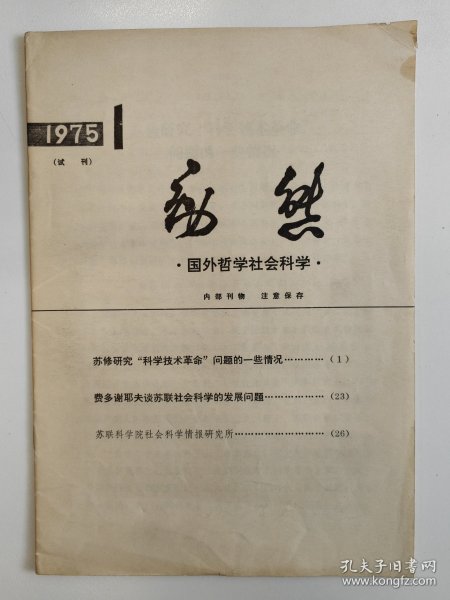 1975 1
(试 刊)
动态
·国外哲学社会科学·
内部刊物 注意保存
苏修研究“科学技术革命”问题的一些情况…………(1)
费多谢耶夫谈苏联社会科学的发展问题………………(23)
苏联科学院社会科学情报研究所……………………(26)
孔夫子旧书网
www.kongfz.com